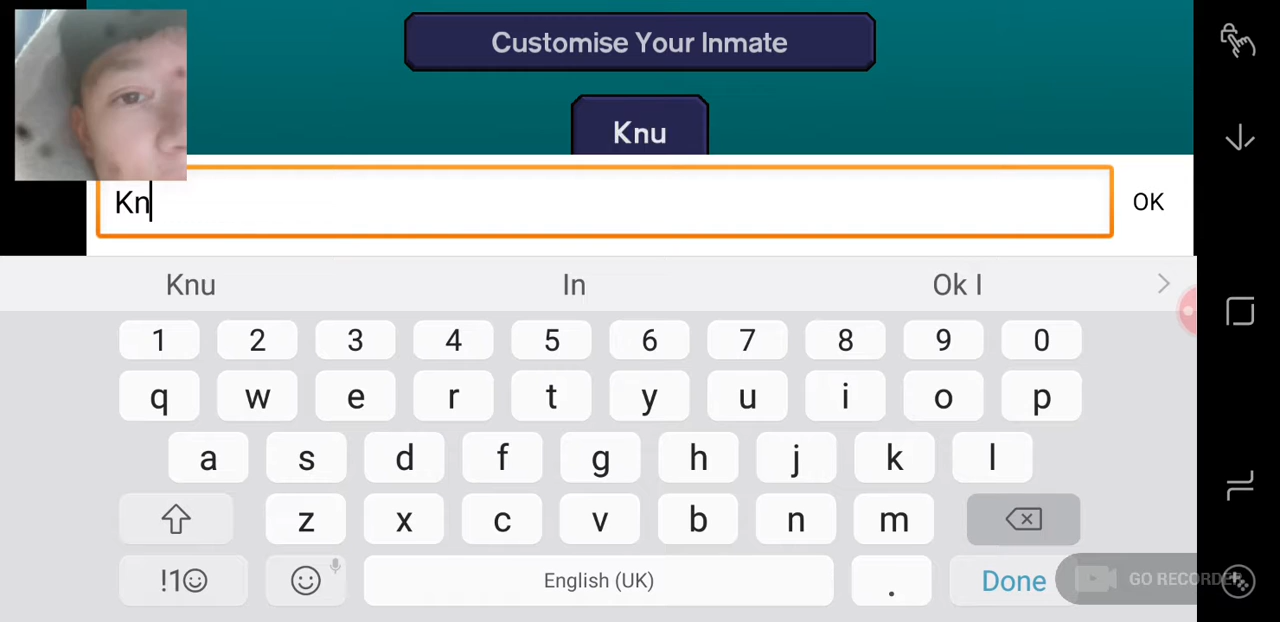 Customise Your Inmate
Knu
Kn
OK
Knu In Ok I
1 2 3 4 5 6 7 8 9 0
q w e r t y u i o p
a s d f g h j k l
z x c v b n m
!1☺ English (UK) . Done
GO RECORDER